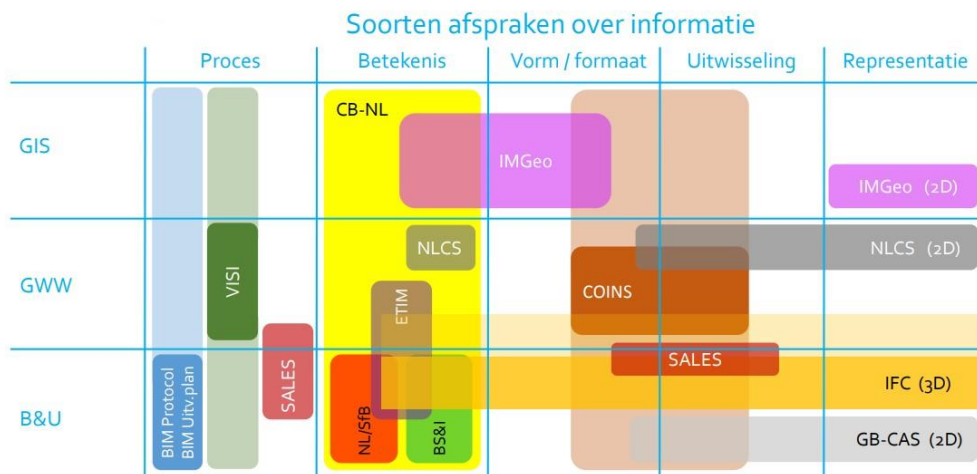 Soorten afspraken over informatie
Proces
Betekenis
Vorm / formaat
Uitwisseling
Representatie
GIS
CB-NL
IMGeo
IMGeo (2D)
GWW
VISI
NLCS
NLCS (2D)
ETIM
COINS
SALES
SALES
B&U
BIM Protocol
BIM Uitv.plan
NL/SfB
BS&I
IFC (3D)
GB-CAS (2D)